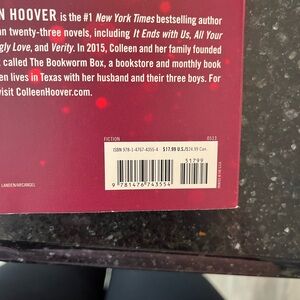 N HOOVER is the #1 New York Times bestselling author
an twenty-three novels, including It Ends with Us, All Your
gly Love, and Verity. In 2015, Colleen and her family founded
called The Bookworm Box, a bookstore and monthly book
en lives in Texas with her husband and their three boys. For
visit ColleenHoover.com.
FICTION
0523
ISBN 978-1-4767-4355-4 $17.99 U.S./$24.99 Can.
51799
9 781476 743554